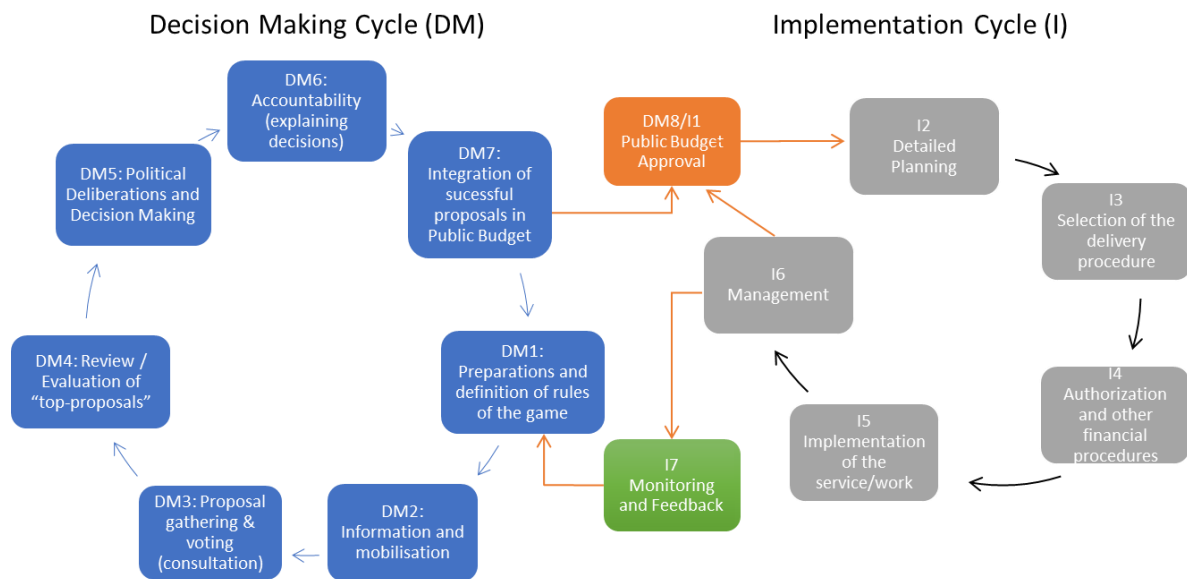 Decision Making Cycle (DM)
Implementation Cycle (I)
DM6:
Accountability
(explaining
decisions)
DM7:
Integration of
sucessful
proposals in
Public Budget
DM5: Political
Deliberations and
Decision Making
DM4: Review /
Evaluation of
“top-proposals”
DM3: Proposal
gathering &
voting
(consultation)
DM2:
Information and
mobilisation
DM1:
Preparations and
definition of rules
of the game
DM8/I1
Public Budget
Approval
I2
Detailed
Planning
I3
Selection of the
delivery
procedure
I4
Authorization
and other
financial
procedures
I5
Implementation
of the
service/work
I6
Management
I7
Monitoring
and Feedback